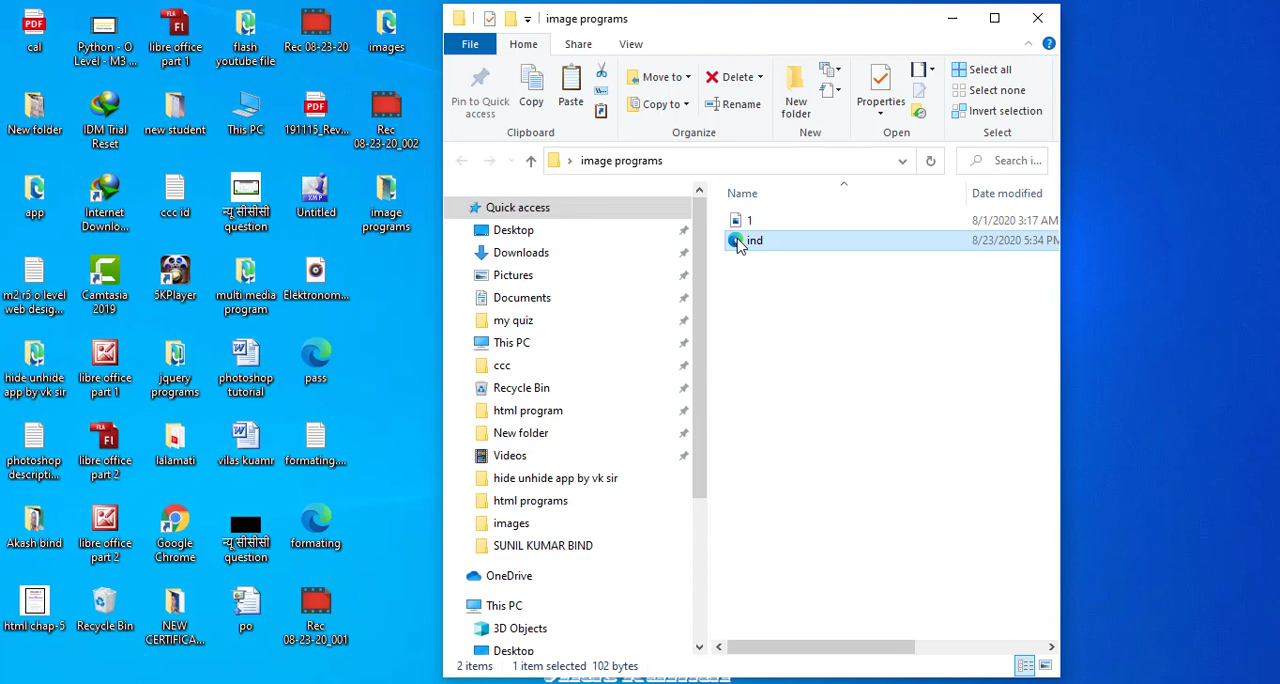 cal
Python - O
Level - M3 ...
libre office
part 1
flash
youtube file
Rec 08-23-20
images
New folder
IDM Trial
Reset
new student
This PC
191115_Rev...
Rec
08-23-20_002
app
Internet
Downlo...
ccc id
न्यू सीसीसी
question
Untitled
image
programs
m2 r5 o level
web desig...
Camtasia
2019
5KPlayer
multi media
program
Elektronom...
hide unhide
app by vk sir
libre office
part 1
jquery
programs
photoshop
tutorial
pass
photoshop
descripti...
libre office
part 2
lalamati
vilas kuamr
formating....
Akash bind
libre office
part 2
Google
Chrome
न्यू सीसीसी
question
formating
html chap-5
Recycle Bin
NEW
CERTIFICA...
po
Rec
08-23-20_001
image programs
File
Home
Share
View
Pin to Quick
access
Copy
Paste
Clipboard
Move to
Copy to
Delete
Rename
Organize
New
folder
New
Properties
Open
Select all
Select none
Invert selection
Select
image programs
Search i...
Quick access
Desktop
Downloads
Pictures
Documents
my quiz
This PC
ccc
Recycle Bin
html program
New folder
Videos
hide unhide app by vk sir
html programs
images
SUNIL KUMAR BIND
OneDrive
This PC
3D Objects
Desktop
Name
Date modified
1
8/1/2020 3:17 AM
ind
8/23/2020 5:34 PM
2 items
1 item selected 102 bytes